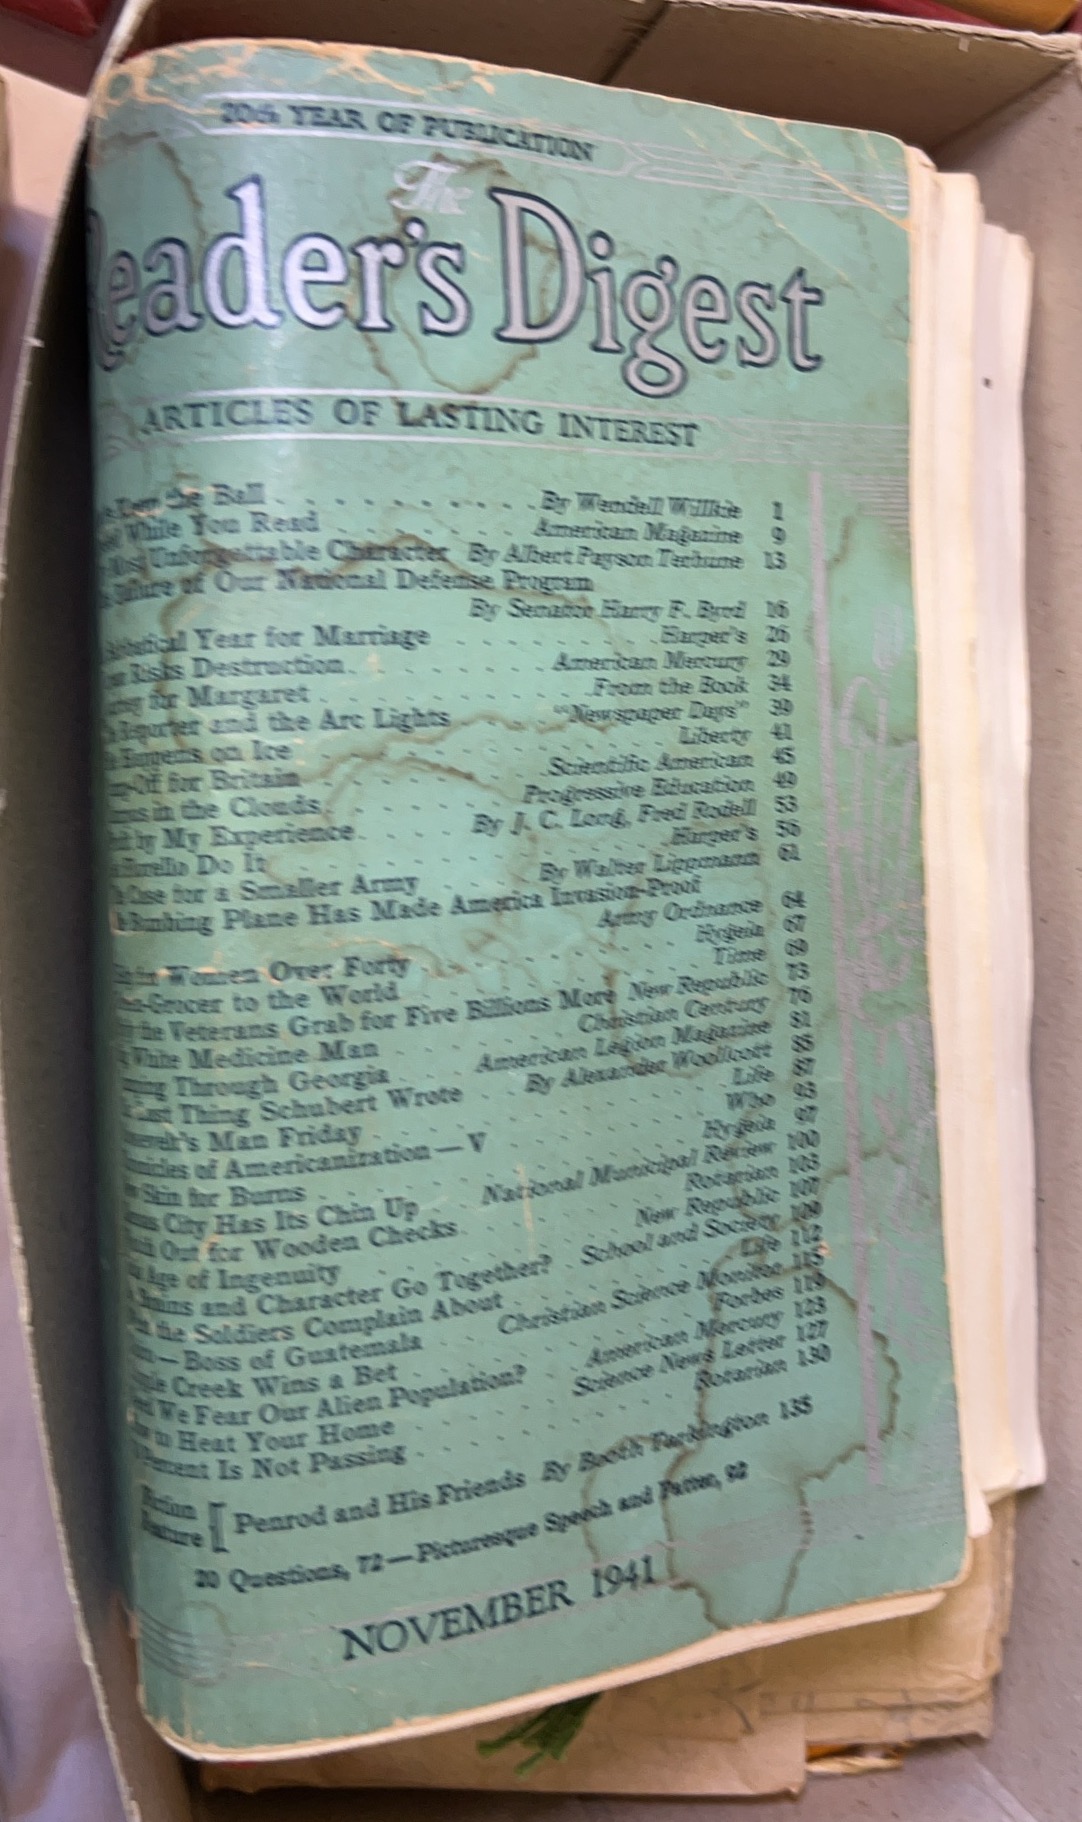 20th YEAR OF PUBLICATION
The
Reader's Digest
ARTICLES OF LASTING INTEREST
the Ball . . . . . . . . . . By Wendell Willkie 1
While You Read . . . . . . American Magazine 9
Most Unforgettable Character By Albert Payson Terhune 13
Failure of Our National Defense Program
By Senator Harry F. Byrd 16
Sabbatical Year for Marriage . . . . . . . . Harper's 26
Risks Destruction . . . . . . American Mercury 29
for Margaret . . . . . . . . . From the Book 34
Reporter and the Arc Lights "Newspaper Days" 39
Happens on Ice . . . . . . . . . . Liberty 41
for Britain . . . . . . . Scientific American 45
in the Clouds . . . . . Progressive Education 49
by My Experience . . . . By J. C. Long, Fred Rodell 53
Do It . . . . . . . . . . Harper's 56
Case for a Smaller Army . . . . By Walter Lippmann 61
Bombing Plane Has Made America Invasion-Proof
Army Ordnance 64
for Women Over Forty . . . . . . . . Hygeia 67
Grocer to the World . . . . . . . . Time 69
the Veterans Grab for Five Billions More New Republic 73
White Medicine Man . . . . . Christian Century 76
Through Georgia . . . . American Legion Magazine 81
Last Thing Schubert Wrote . . By Alexander Woollcott 85
Man Friday . . . . . . . . . Life 87
of Americanization—V . . . . . . Who 93
Skin for Burns . . . . . . . . Hygeia 97
City Has Its Chin Up . . National Municipal Review 100
Out for Wooden Checks . . . . . . Rotarian 103
Age of Ingenuity . . . . . . New Republic 107
and Character Go Together? . School and Society 109
the Soldiers Complain About . . . . . . Life 112
—Boss of Guatemala . . Christian Science Monitor 115
Creek Wins a Bet . . . . . . . Forbes 119
We Fear Our Alien Population? . American Mercury 123
to Heat Your Home . . . . Science News Letter 127
Is Not Passing . . . . . . . Rotarian 130
Fiction
Feature [ Penrod and His Friends By Booth Tarkington 135
20 Questions, 72—Picturesque Speech and Patter, 92
NOVEMBER 1941